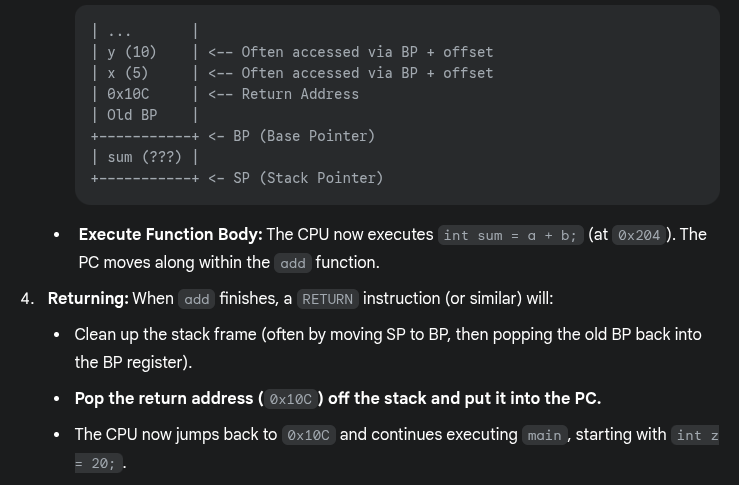 | ...       |
| y (10)    | <-- Often accessed via BP + offset
| x (5)     | <-- Often accessed via BP + offset
| 0x10C     | <-- Return Address
| Old BP    |
+-----------+ <- BP (Base Pointer)
| sum (???) |
+-----------+ <- SP (Stack Pointer)
• Execute Function Body: The CPU now executes int sum = a + b; (at 0x204). The
PC moves along within the add function.
4. Returning: When add finishes, a RETURN instruction (or similar) will:
• Clean up the stack frame (often by moving SP to BP, then popping the old BP back into
the BP register).
• Pop the return address (0x10C) off the stack and put it into the PC.
• The CPU now jumps back to 0x10C and continues executing main, starting with int z
= 20;.